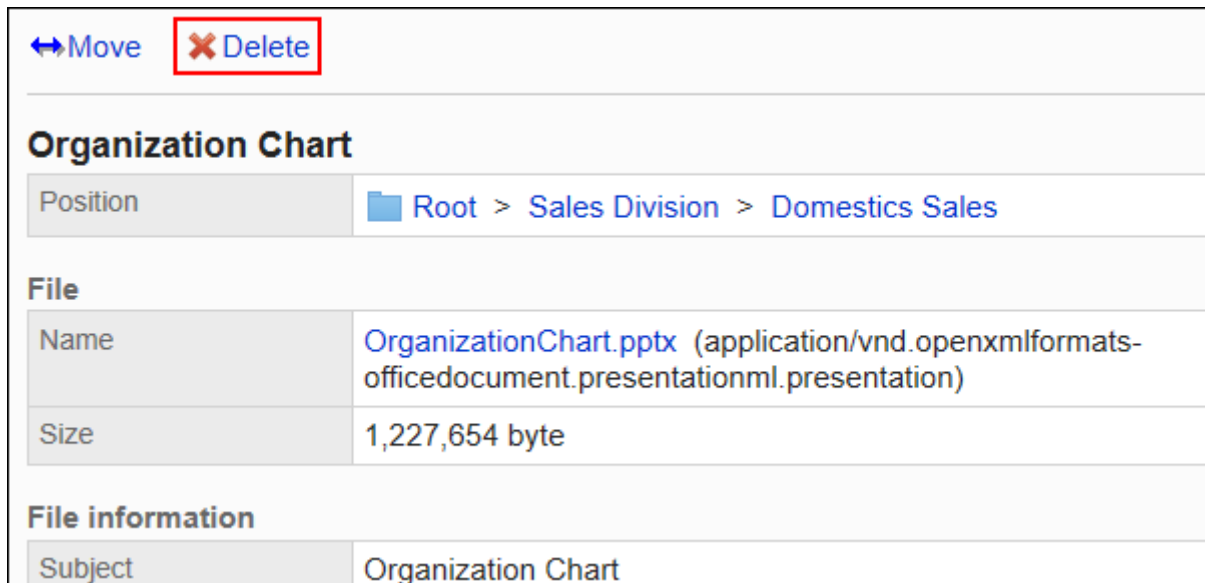 Move Delete
Organization Chart
Position Root > Sales Division > Domestics Sales
File
Name OrganizationChart.pptx (application/vnd.openxmlformats-
officedocument.presentationml.presentation)
Size 1,227,654 byte
File information
Subject Organization Chart